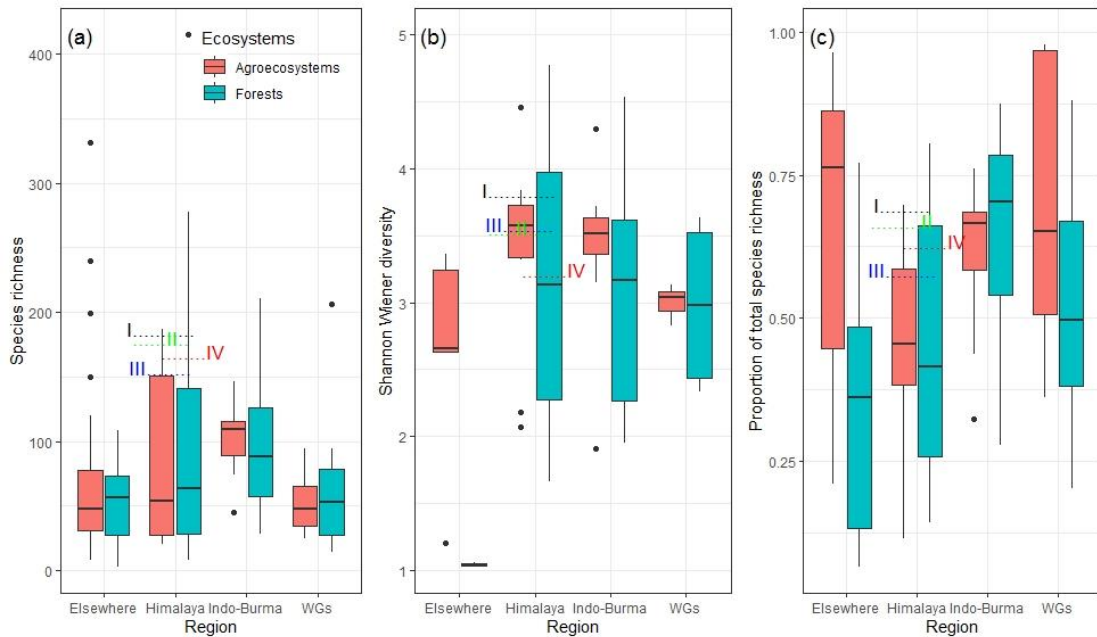 (a)
Ecosystems
Agroecosystems
Forests
Species richness
400
300
200
100
0
I
II
III
IV
Elsewhere Himalaya Indo-Burma WGs
Region
(b)
Shannon Wiener diversity
5
4
3
2
1
I
III
II
IV
Elsewhere Himalaya Indo-Burma WGs
Region
(c)
Proportion of total species richness
1.00
0.75
0.50
0.25
I
II
IV
III
Elsewhere Himalaya Indo-Burma WGs
Region